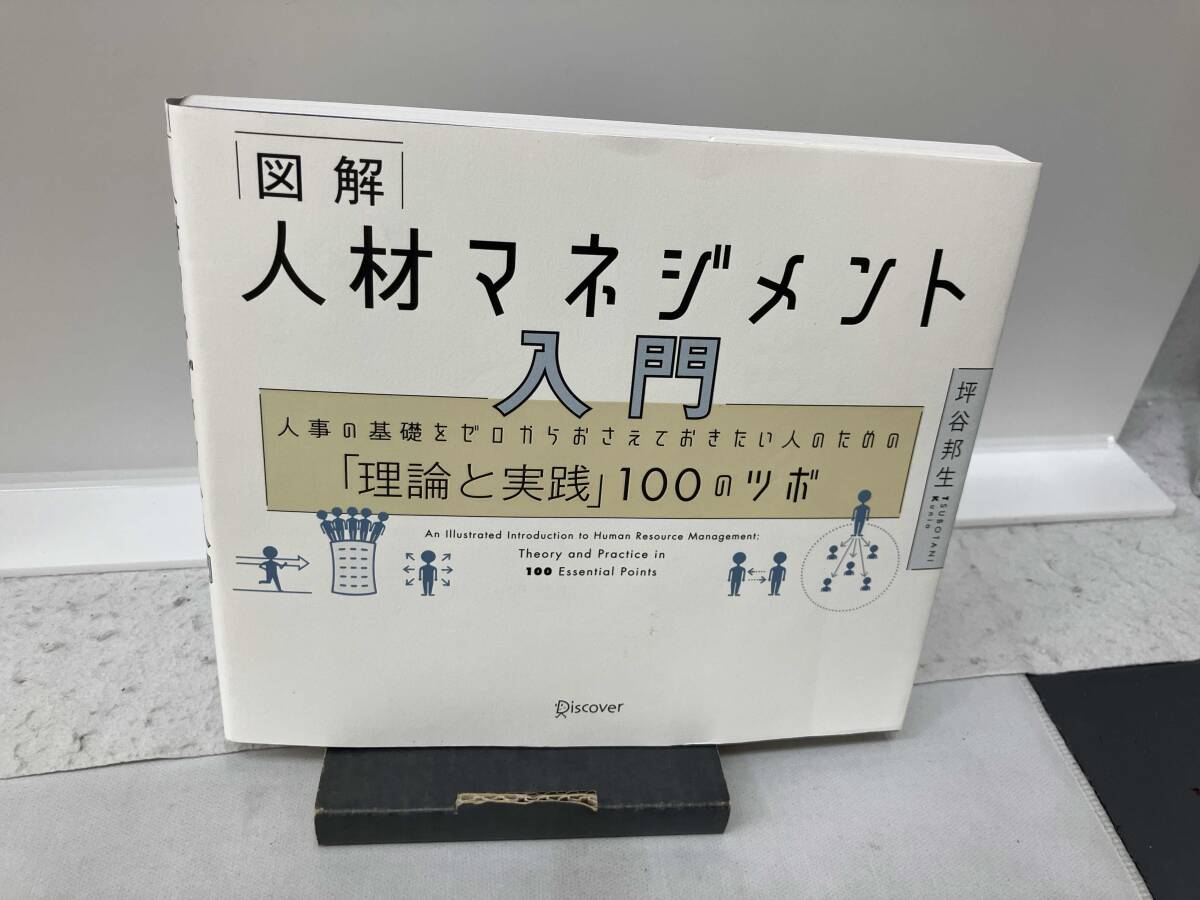 図解
人材マネジメント
入門
人事の基礎をゼロからおさえておきたい人のための
「理論と実践」100のツボ
An Illustrated Introduction to Human Resource Management:
Theory and Practice in
100 Essential Points
坪谷邦生
TSUBOTANI
Kunio
Discover